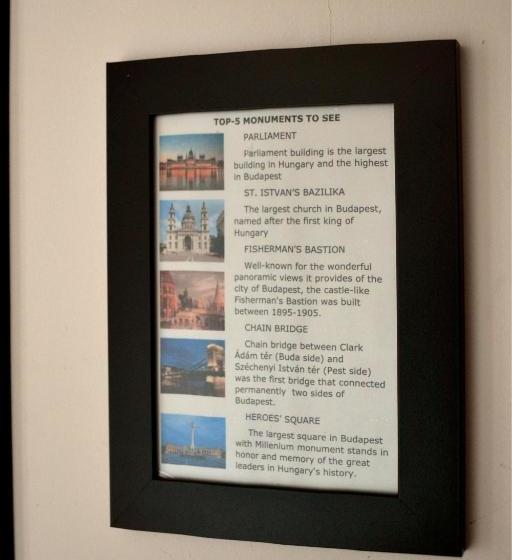 TOP-5 MONUMENTS TO SEE
PARLIAMENT
Parliament building is the largest
building in Hungary and the highest
in Budapest
ST. ISTVAN'S BAZILIKA
The largest church in Budapest,
named after the first king of
Hungary
FISHERMAN'S BASTION
Well-known for the wonderful
panoramic views it provides of the
city of Budapest, the castle-like
Fisherman's Bastion was built
between 1895-1905.
CHAIN BRIDGE
Chain bridge between Clark
Ádám tér (Buda side) and
Széchenyi István tér (Pest side)
was the first bridge that connected
permanently two sides of
Budapest.
HEROES' SQUARE
The largest square in Budapest
with Millenium monument stands in
honor and memory of the great
leaders in Hungary's history.